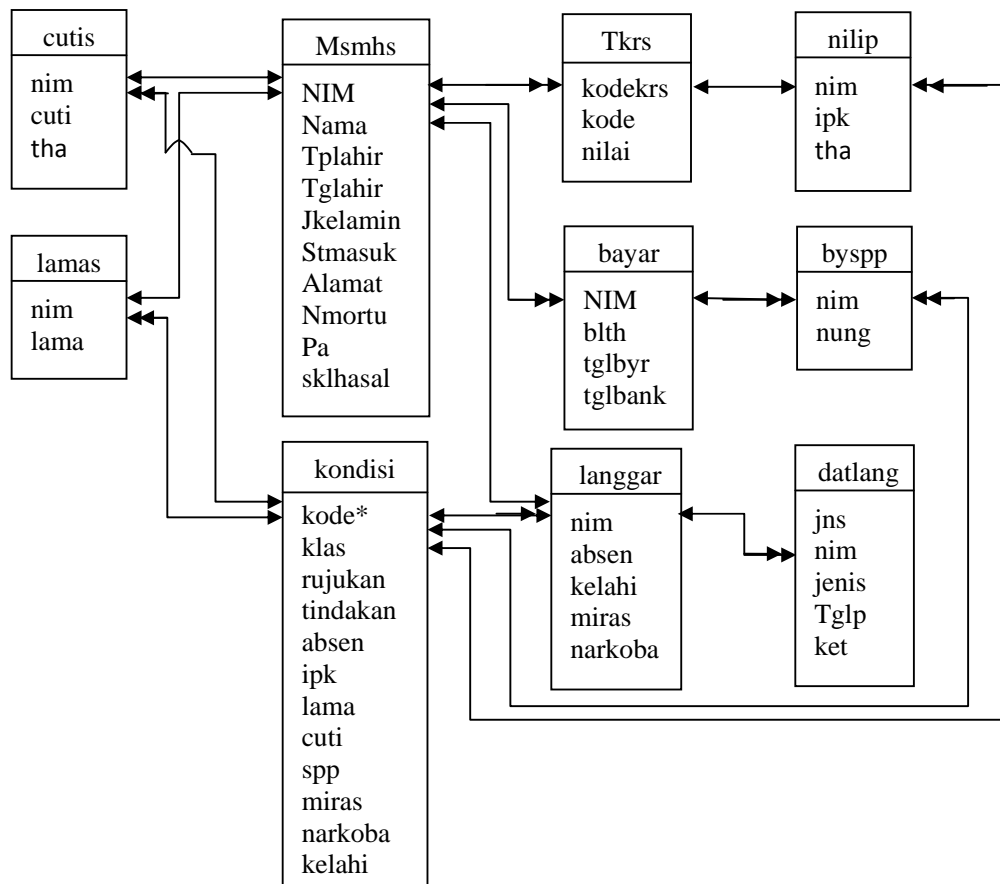 cutis
nim
cuti
tha
Msmhs
NIM
Nama
Tplahir
Tglahir
Jkelamin
Stmasuk
Alamat
Nmortu
Pa
sklhasal
Tkrs
kodekrs
kode
nilai
nilip
nim
ipk
tha
lamas
nim
lama
bayar
NIM
blth
tglbyr
tglbank
byspp
nim
nung
kondisi
kode*
klas
rujukan
tindakan
absen
ipk
lama
cuti
spp
miras
narkoba
kelahi
langgar
nim
absen
kelahi
miras
narkoba
datlang
jns
nim
jenis
Tglp
ket